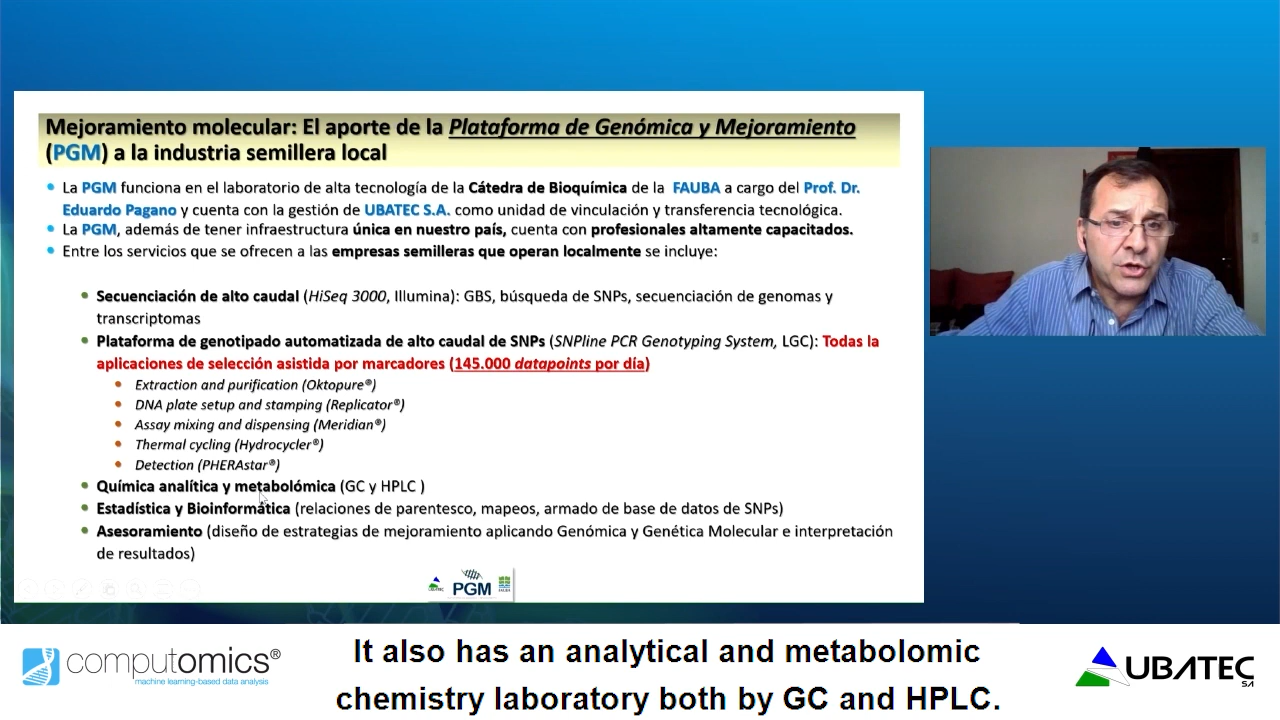 Mejoramiento molecular: El aporte de la Plataforma de Genómica y Mejoramiento
(PGM) a la industria semillera local
• La PGM funciona en el laboratorio de alta tecnología de la Cátedra de Bioquímica de la FAUBA a cargo del Prof. Dr.
Eduardo Pagano y cuenta con la gestión de UBATEC S.A. como unidad de vinculación y transferencia tecnológica.
• La PGM, además de tener infraestructura única en nuestro país, cuenta con profesionales altamente capacitados.
• Entre los servicios que se ofrecen a las empresas semilleras que operan localmente se incluye:
• Secuenciación de alto caudal (HiSeq 3000, Illumina): GBS, búsqueda de SNPs, secuenciación de genomas y
transcriptomas
• Plataforma de genotipado automatizada de alto caudal de SNPs (SNPline PCR Genotyping System, LGC): Todas la
aplicaciones de selección asistida por marcadores (145.000 datapoints por día)
• Extraction and purification (Oktopure®)
• DNA plate setup and stamping (Replicator®)
• Assay mixing and dispensing (Meridian®)
• Thermal cycling (Hydrocycler®)
• Detection (PHERAstar®)
• Química analítica y metabolómica (GC y HPLC )
• Estadística y Bioinformática (relaciones de parentesco, mapeos, armado de base de datos de SNPs)
• Asesoramiento (diseño de estrategias de mejoramiento aplicando Genómica y Genética Molecular e interpretación
de resultados)
UBATEC PGM
computomics®
machine learning-based data analysis
It also has an analytical and metabolomic
chemistry laboratory both by GC and HPLC.
UBATEC
SA